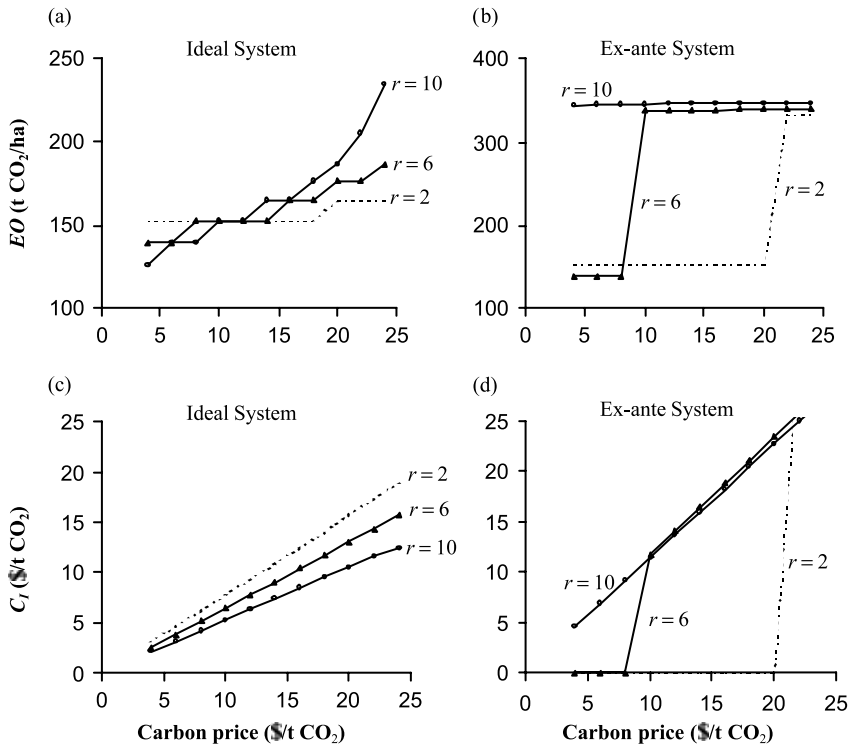 (a)
Ideal System
EO (t CO2/ha)
250
200
150
100
0 5 10 15 20 25
r = 10
r = 6
r = 2
(b)
Ex-ante System
400
300
200
100
0 5 10 15 20 25
r = 10
r = 6
r = 2
(c)
Ideal System
CI ($/t CO2)
25
20
15
10
5
0
0 5 10 15 20 25
r = 2
r = 6
r = 10
Carbon price ($/t CO2)
(d)
Ex-ante System
25
20
15
10
5
0
0 5 10 15 20 25
r = 10
r = 6
r = 2
Carbon price ($/t CO2)